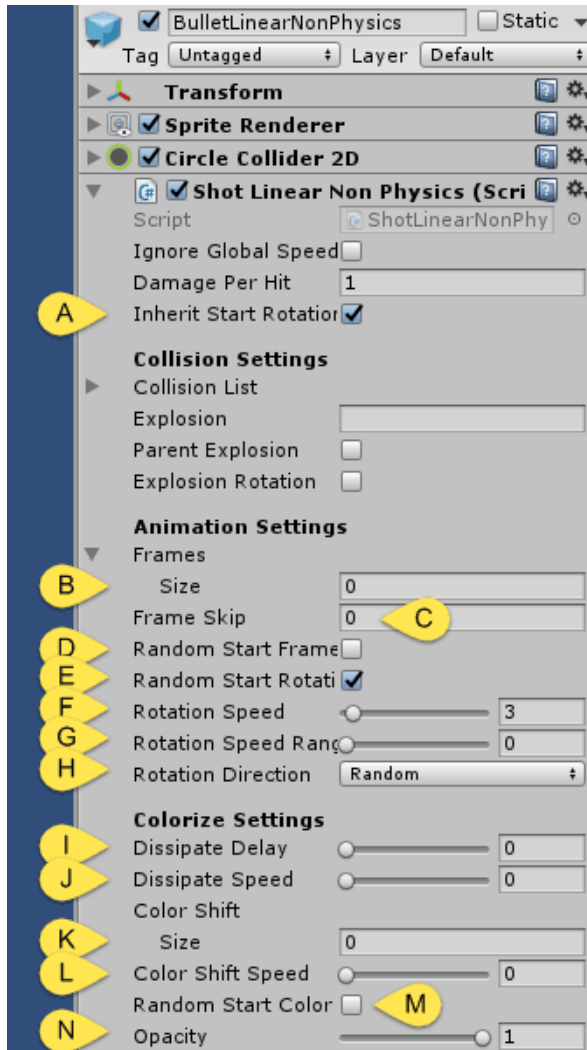 BulletLinearNonPhysics Static
Tag Untagged Layer Default
Transform
Sprite Renderer
Circle Collider 2D
Shot Linear Non Physics (Scri
Script ShotLinearNonPhy
Ignore Global Speed
Damage Per Hit 1
A Inherit Start Rotation
Collision Settings
Collision List
Explosion
Parent Explosion
Explosion Rotation
Animation Settings
Frames
B Size 0
Frame Skip 0 C
D Random Start Frame
E Random Start Rotati
F Rotation Speed 3
G Rotation Speed Rang 0
H Rotation Direction Random
Colorize Settings
I Dissipate Delay 0
J Dissipate Speed 0
Color Shift
K Size 0
L Color Shift Speed 0
Random Start Color M
N Opacity 1